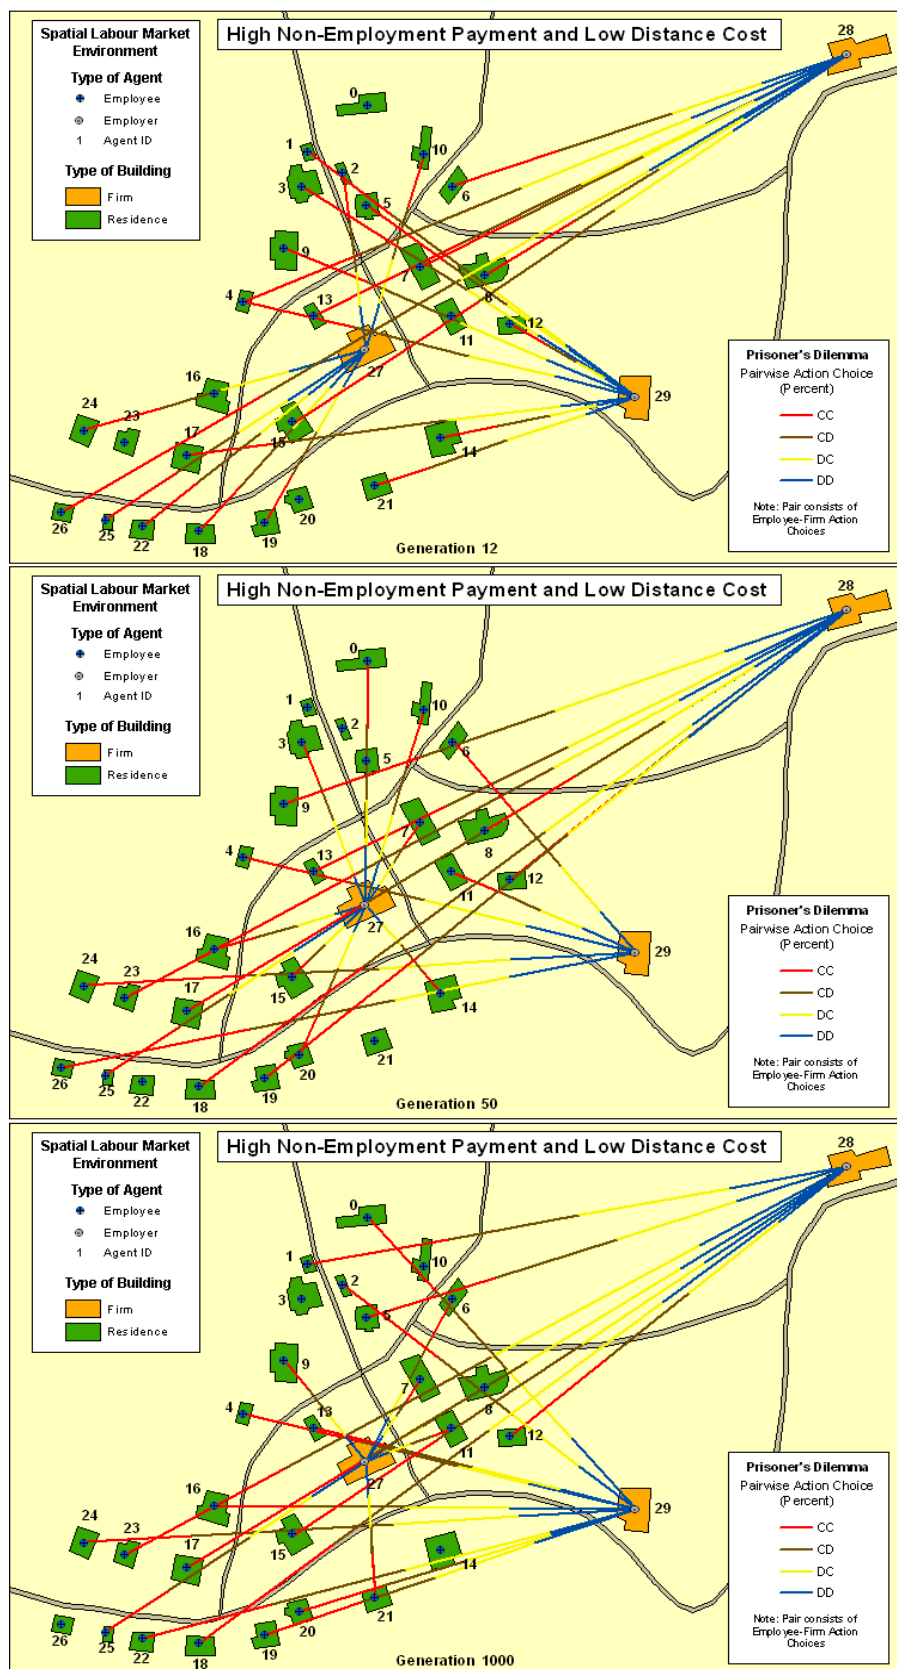 High Non-Employment Payment and Low Distance Cost
Spatial Labour Market
Environment
Type of Agent
Employee
Employer
1 Agent ID
Type of Building
Firm
Residence
28
0
1
2
10
3
5
6
9
7
8
4
13
11
12
27
16
29
24
23
17
15
14
21
20
26
25
22
18
19
Prisoner's Dilemma
Pairwise Action Choice
(Percent)
CC
CD
DC
DD
Note: Pair consists of
Employee-Firm Action
Choices
Generation 12
High Non-Employment Payment and Low Distance Cost
Spatial Labour Market
Environment
Type of Agent
Employee
Employer
1 Agent ID
Type of Building
Firm
Residence
28
0
1
2
10
3
5
6
9
7
8
4
13
11
12
27
16
29
24
23
17
15
14
21
20
26
25
22
18
19
Prisoner's Dilemma
Pairwise Action Choice
(Percent)
CC
CD
DC
DD
Note: Pair consists of
Employee-Firm Action
Choices
Generation 50
High Non-Employment Payment and Low Distance Cost
Spatial Labour Market
Environment
Type of Agent
Employee
Employer
1 Agent ID
Type of Building
Firm
Residence
28
0
1
2
10
3
5
6
9
7
8
4
13
11
12
27
16
29
24
23
17
15
14
21
20
26
25
22
18
19
Prisoner's Dilemma
Pairwise Action Choice
(Percent)
CC
CD
DC
DD
Note: Pair consists of
Employee-Firm Action
Choices
Generation 1000